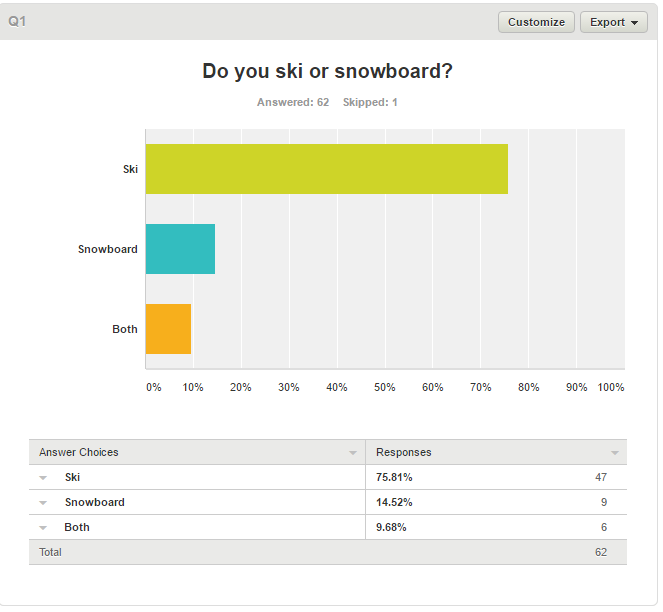 Q1 Customize Export
Do you ski or snowboard?
Answered: 62 Skipped: 1
Ski
Snowboard
Both
0% 10% 20% 30% 40% 50% 60% 70% 80% 90% 100%
Answer Choices Responses
Ski 75.81% 47
Snowboard 14.52% 9
Both 9.68% 6
Total 62